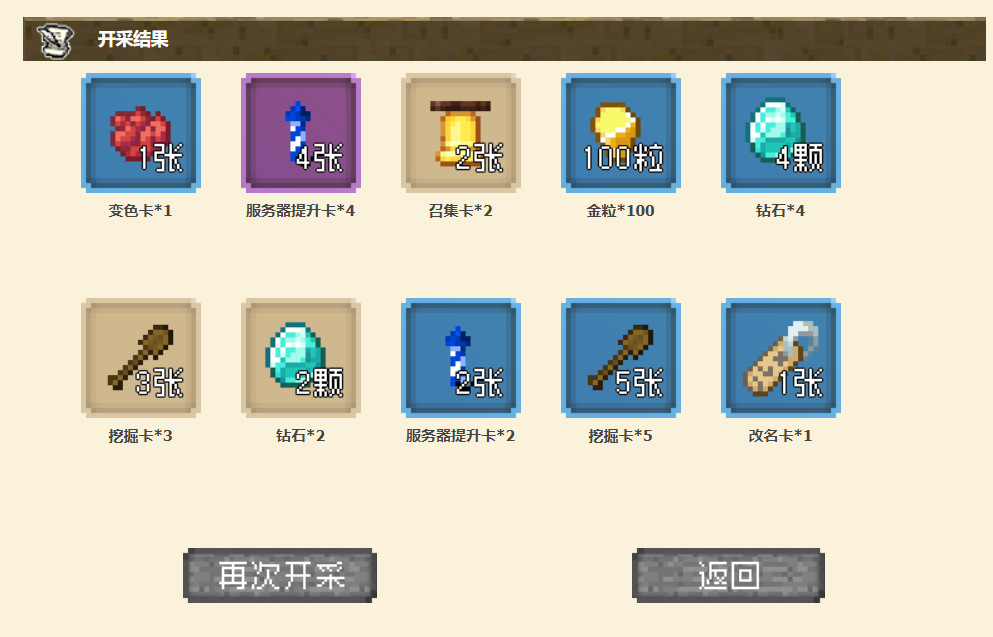 开采结果
1张 4张 2张 100粒 4颗
变色卡*1 服务器提升卡*4 召集卡*2 金粒*100 钻石*4
3张 2颗 2张 5张 1张
挖掘卡*3 钻石*2 服务器提升卡*2 挖掘卡*5 改名卡*1
再次开采 返回